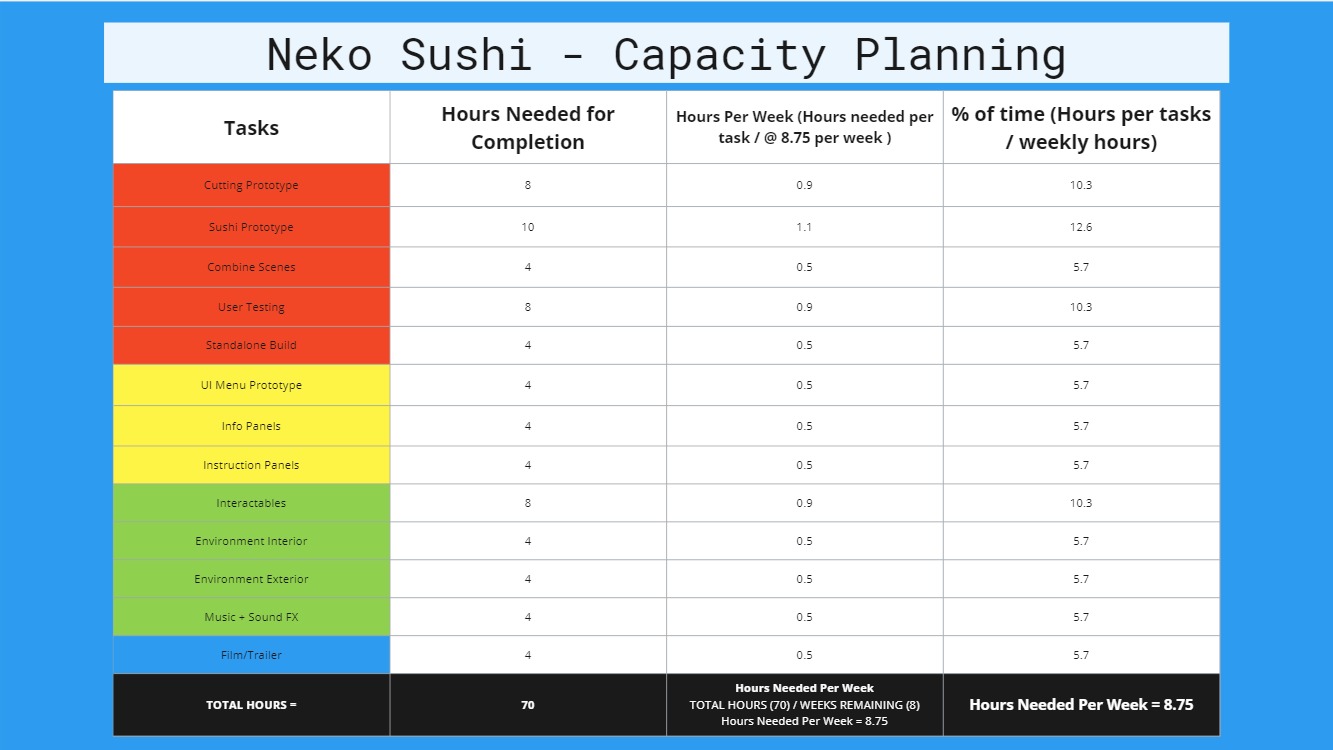 Neko Sushi - Capacity Planning
Tasks
Hours Needed for
Completion
Hours Per Week (Hours needed per
task / @ 8.75 per week )
% of time (Hours per tasks
/ weekly hours)
Cutting Prototype 8 0.9 10.3
Sushi Prototype 10 1.1 12.6
Combine Scenes 4 0.5 5.7
User Testing 8 0.9 10.3
Standalone Build 4 0.5 5.7
UI Menu Prototype 4 0.5 5.7
Info Panels 4 0.5 5.7
Instruction Panels 4 0.5 5.7
Interactables 8 0.9 10.3
Environment Interior 4 0.5 5.7
Environment Exterior 4 0.5 5.7
Music + Sound FX 4 0.5 5.7
Film/Trailer 4 0.5 5.7
TOTAL HOURS =
70
Hours Needed Per Week
TOTAL HOURS (70) / WEEKS REMAINING (8)
Hours Needed Per Week = 8.75
Hours Needed Per Week = 8.75